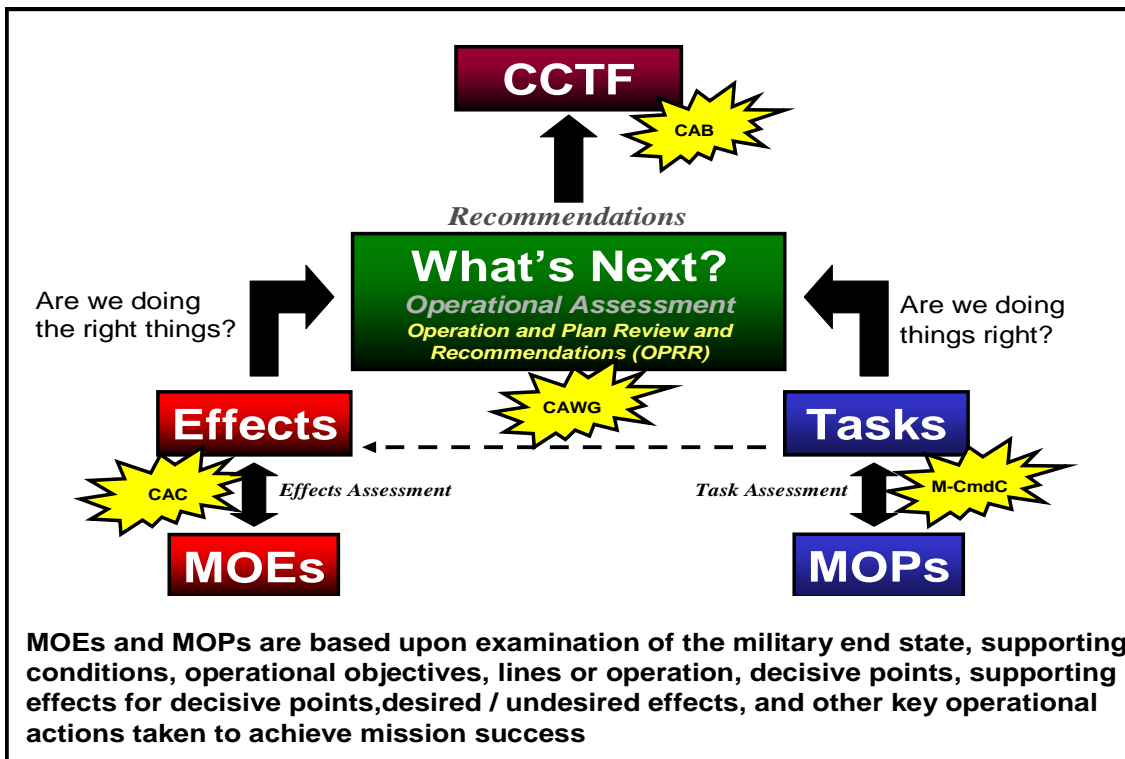 CCTF
CAB
Recommendations
What's Next?
Operational Assessment
Operation and Plan Review and
Recommendations (OPRR)
Are we doing
the right things?
Are we doing
things right?
CAWG
Effects
Tasks
CAC
Effects Assessment
Task Assessment
M-CmdC
MOEs
MOPs
MOEs and MOPs are based upon examination of the military end state, supporting
conditions, operational objectives, lines or operation, decisive points, supporting
effects for decisive points,desired / undesired effects, and other key operational
actions taken to achieve mission success